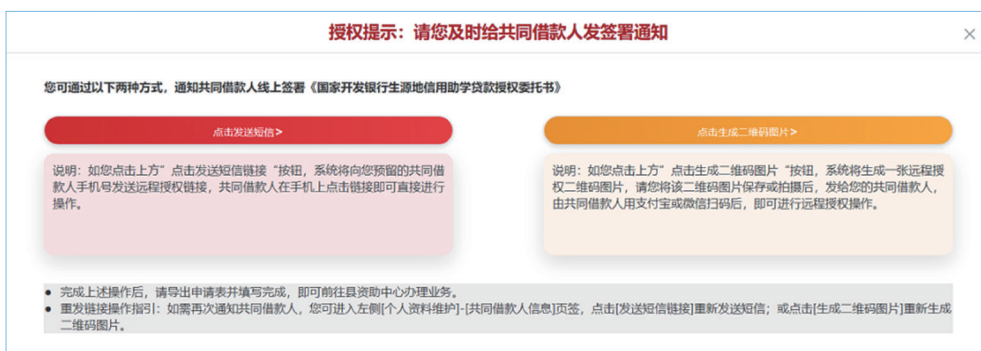 授权提示：请您及时给共同借款人发签署通知
×
您可通过以下两种方式，通知共同借款人线上签署《国家开发银行生源地信用助学贷款授权委托书》
点击发送短信>
说明：如您点击上方”点击发送短信链接“按钮，系统将向您预留的共同借
款人手机号发送远程授权链接，共同借款人在手机上点击链接即可直接进行
操作。
点击生成二维码图片>
说明：如您点击上方”点击生成二维码图片“按钮，系统将生成一张远程授
权二维码图片，请您将该二维码图片保存或拍摄后，发给您的共同借款人，
由共同借款人用支付宝或微信扫码后，即可进行远程授权操作。
● 完成上述操作后，请导出申请表并填写完成，即可前往县资助中心办理业务。
● 重发链接操作指引：如需再次通知共同借款人，您可进入左侧[个人资料维护]-[共同借款人信息]页签，点击[发送短信链接]重新发送短信；或点击[生成二维码图片]重新生成
二维码图片。